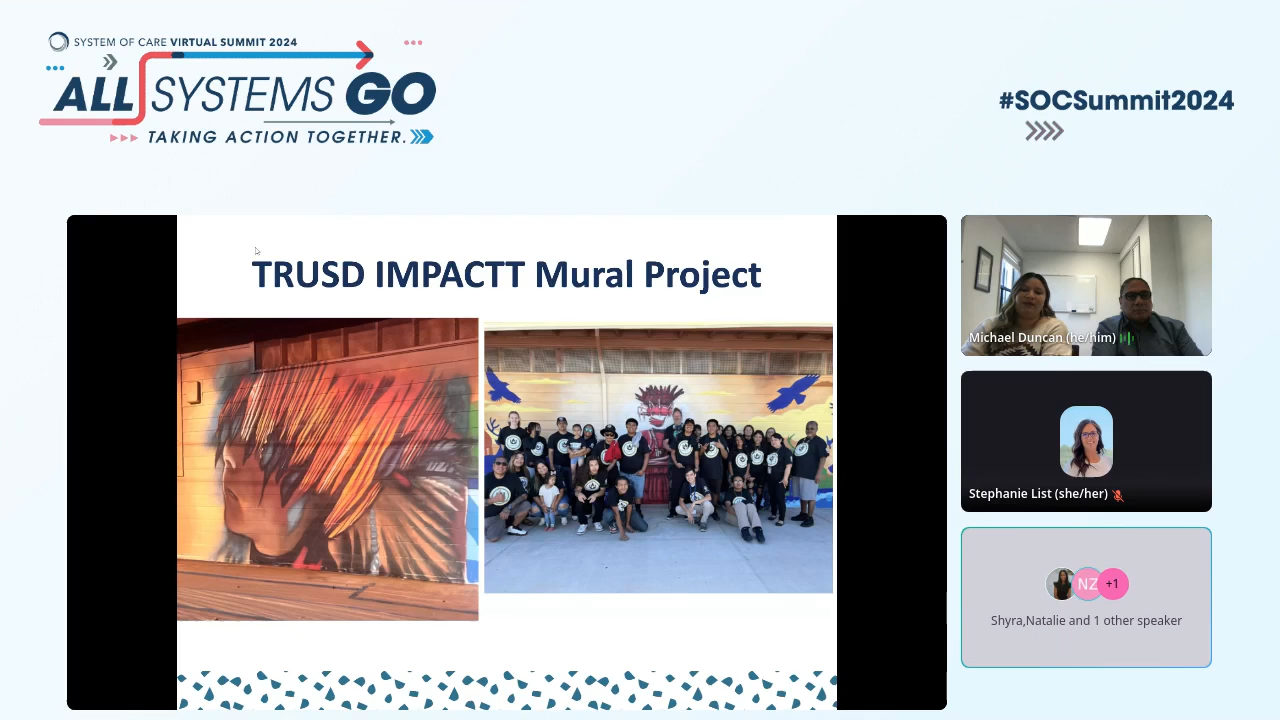 SYSTEM OF CARE VIRTUAL SUMMIT 2024
ALL SYSTEMS GO
TAKING ACTION TOGETHER.
#SOCSummit2024
TRUSD IMPACTT Mural Project
Michael Duncan (he/him)
Stephanie List (she/her)
NZ
+1
Shyra,Natalie and 1 other speaker